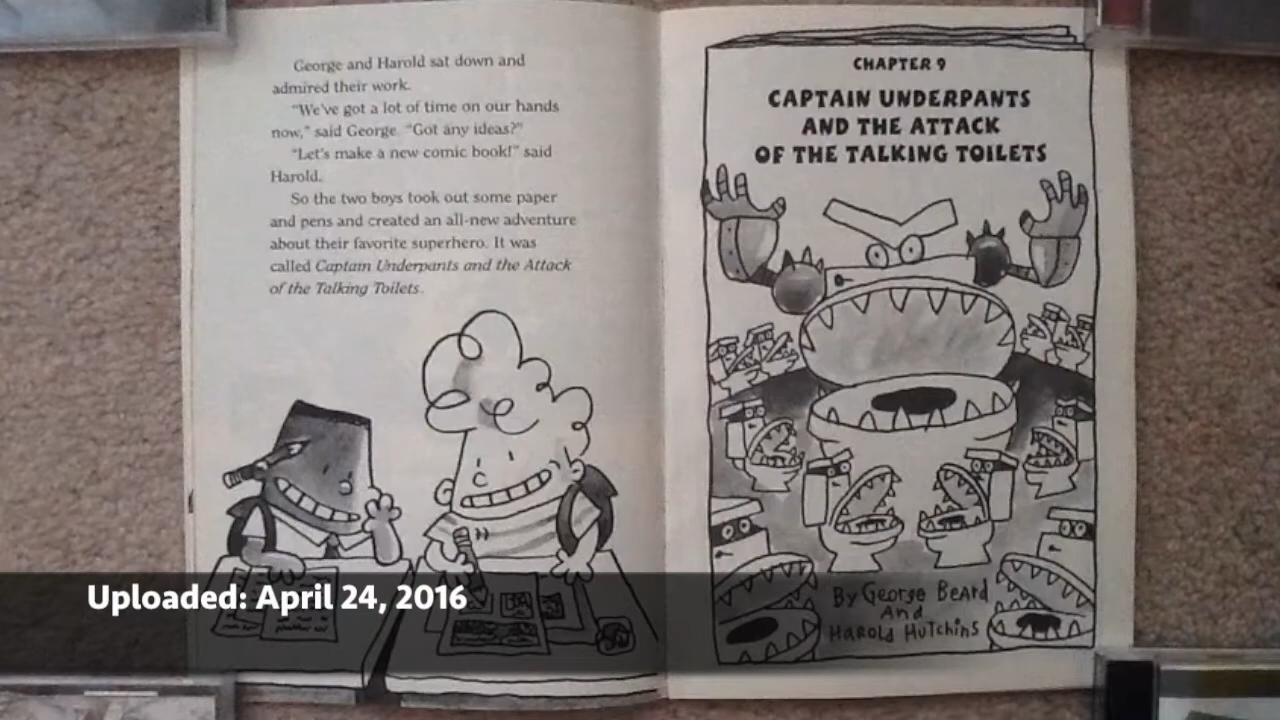 George and Harold sat down and
admired their work.
"We've got a lot of time on our hands
now," said George. "Got any ideas?"
"Let's make a new comic book!" said
Harold.
So the two boys took out some paper
and pens and created an all-new adventure
about their favorite superhero. It was
called Captain Underpants and the Attack
of the Talking Toilets.
CHAPTER 9
CAPTAIN UNDERPANTS
AND THE ATTACK
OF THE TALKING TOILETS
By George Beard
And
Harold Hutchins
Uploaded: April 24, 2016